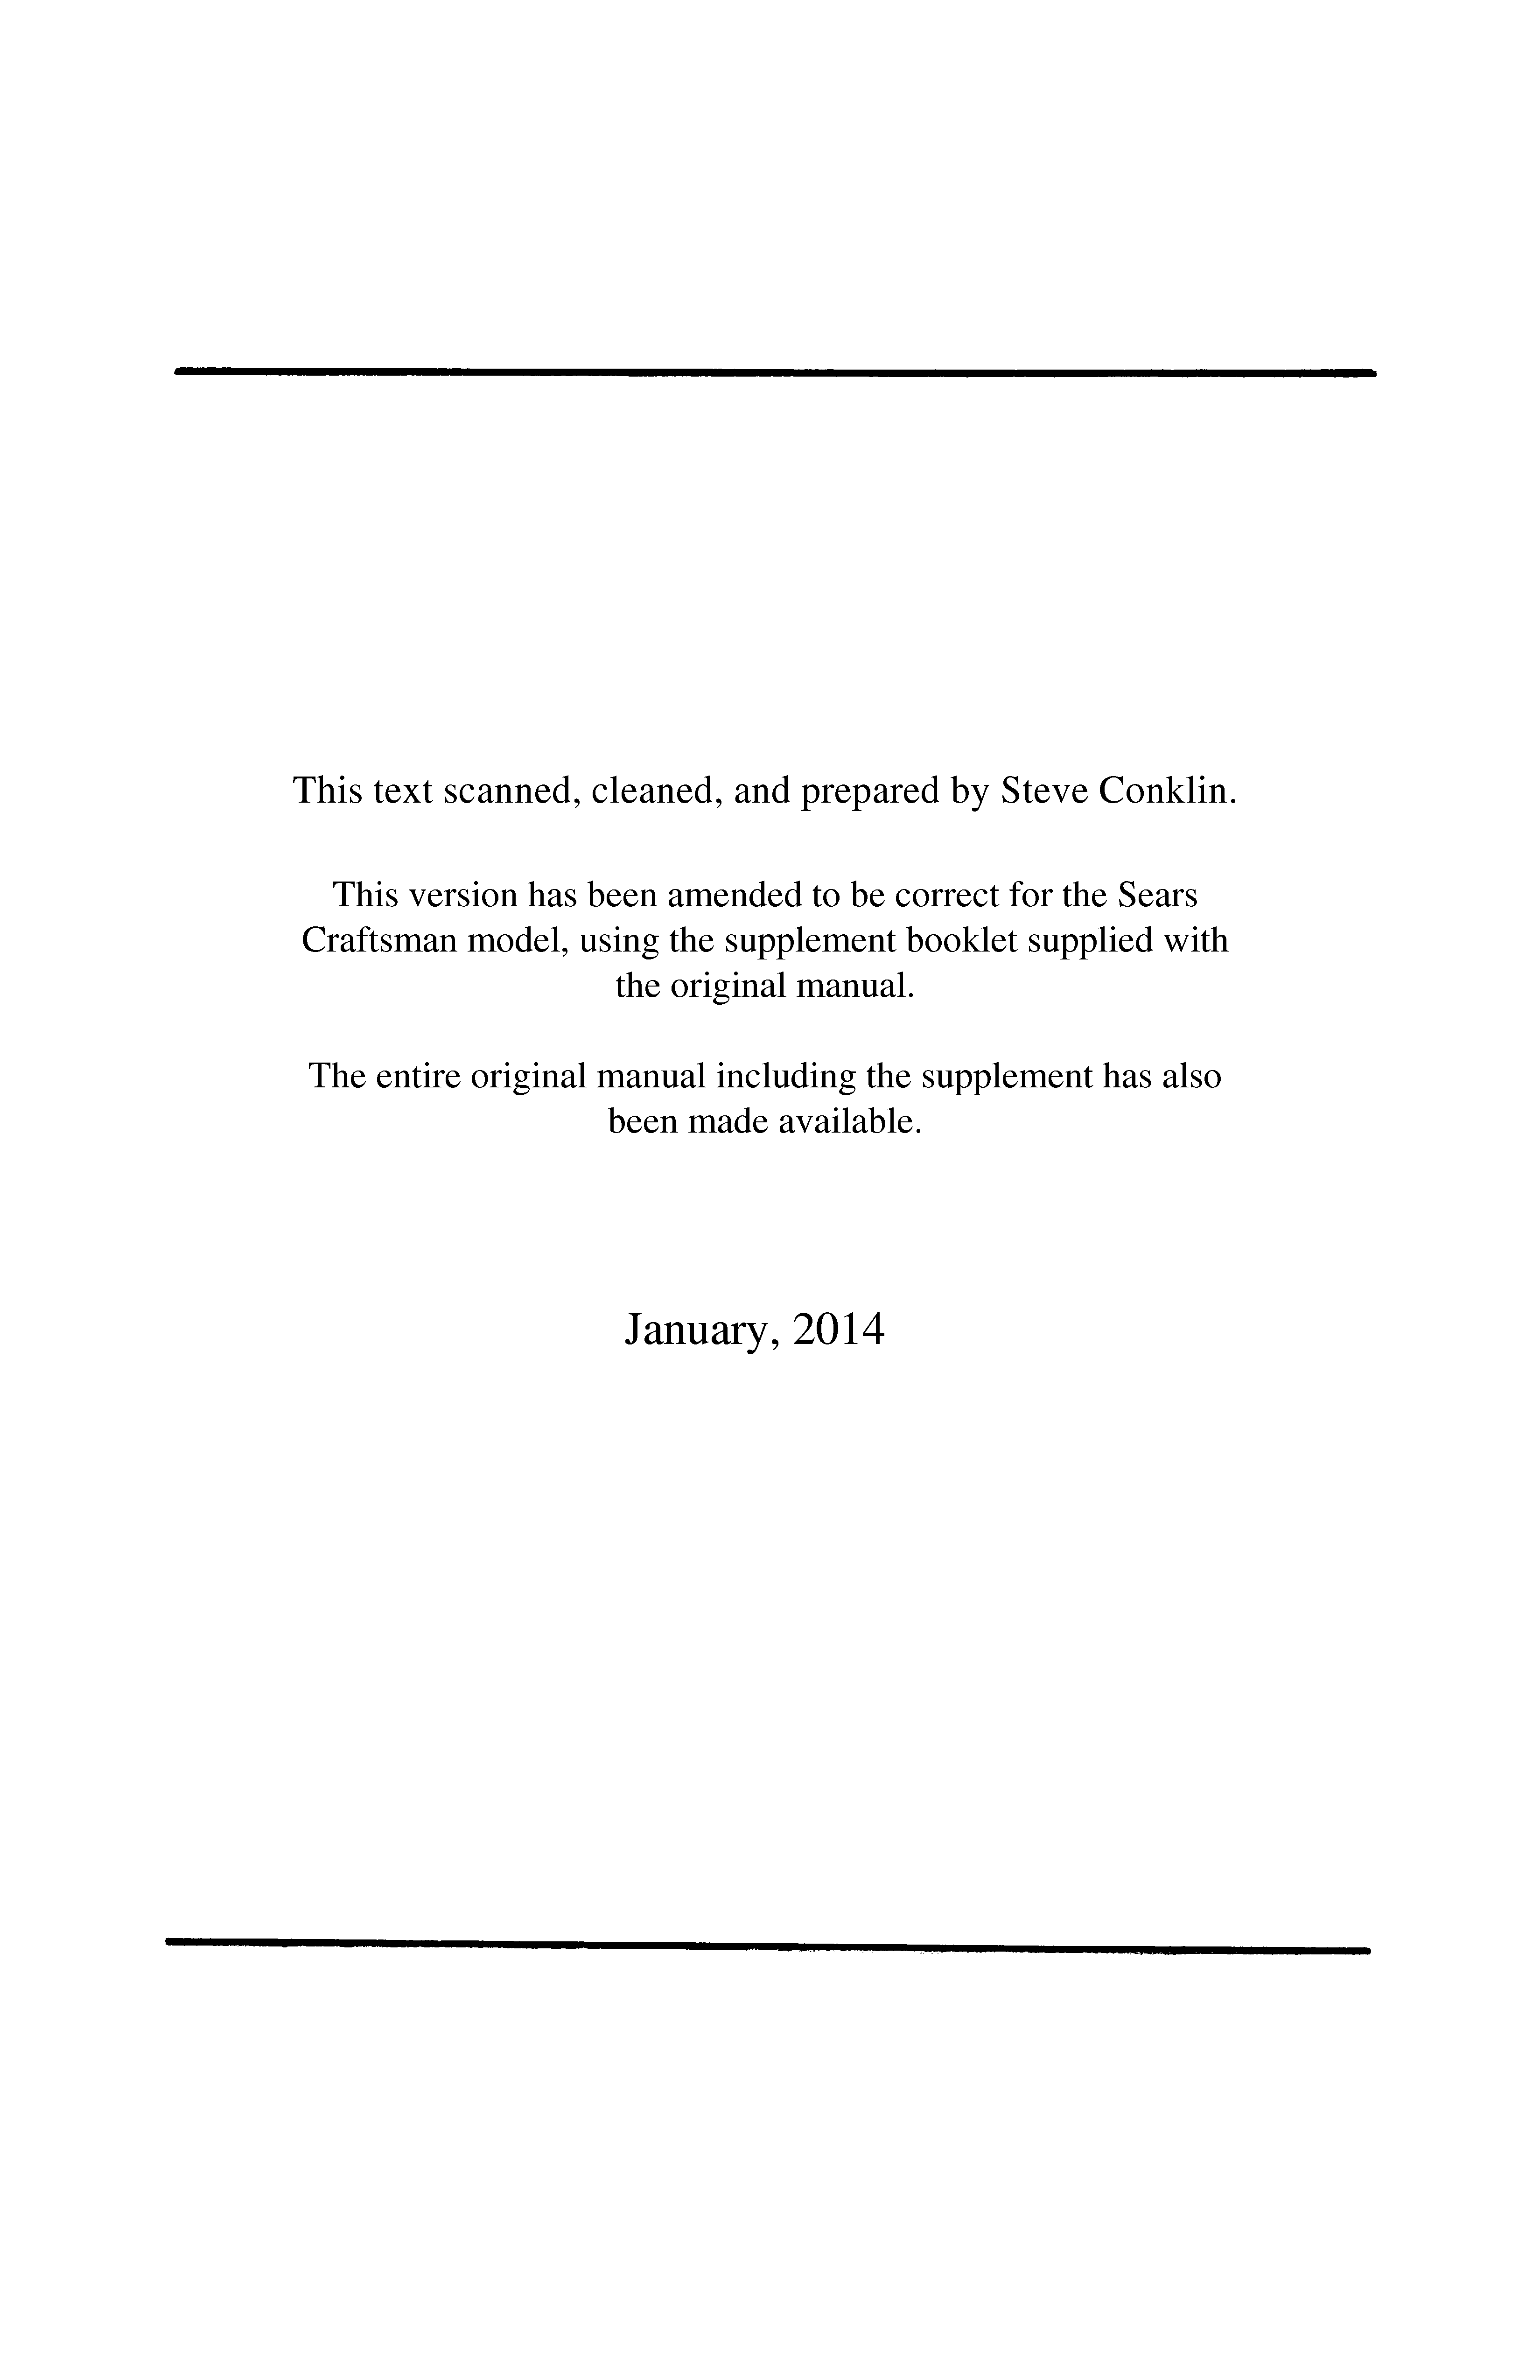 This text scanned, cleaned, and prepared by Steve Conklin.
This version has been amended to be correct for the Sears
Craftsman model, using the supplement booklet supplied with
the original manual.
The entire original manual including the supplement has also
been made available.
January, 2014